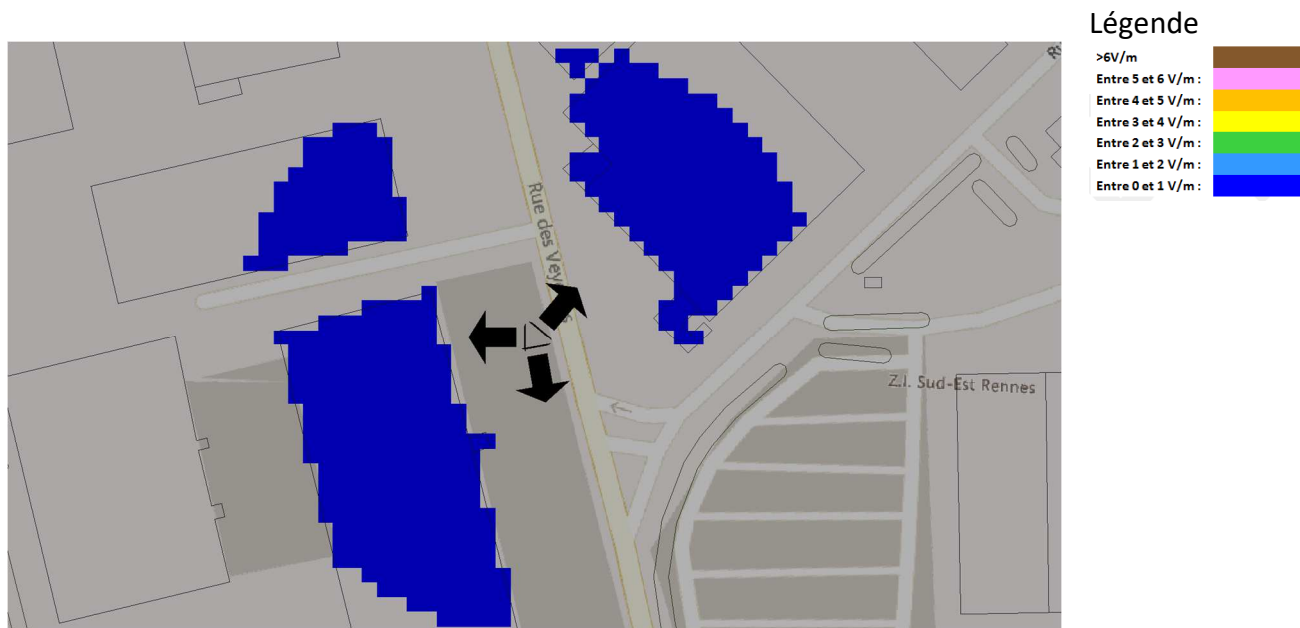 Légende
>6V/m
Entre 5 et 6 V/m :
Entre 4 et 5 V/m :
Entre 3 et 4 V/m :
Entre 2 et 3 V/m :
Entre 1 et 2 V/m :
Entre 0 et 1 V/m :
Rue des
Z.I. Sud-Est Rennes